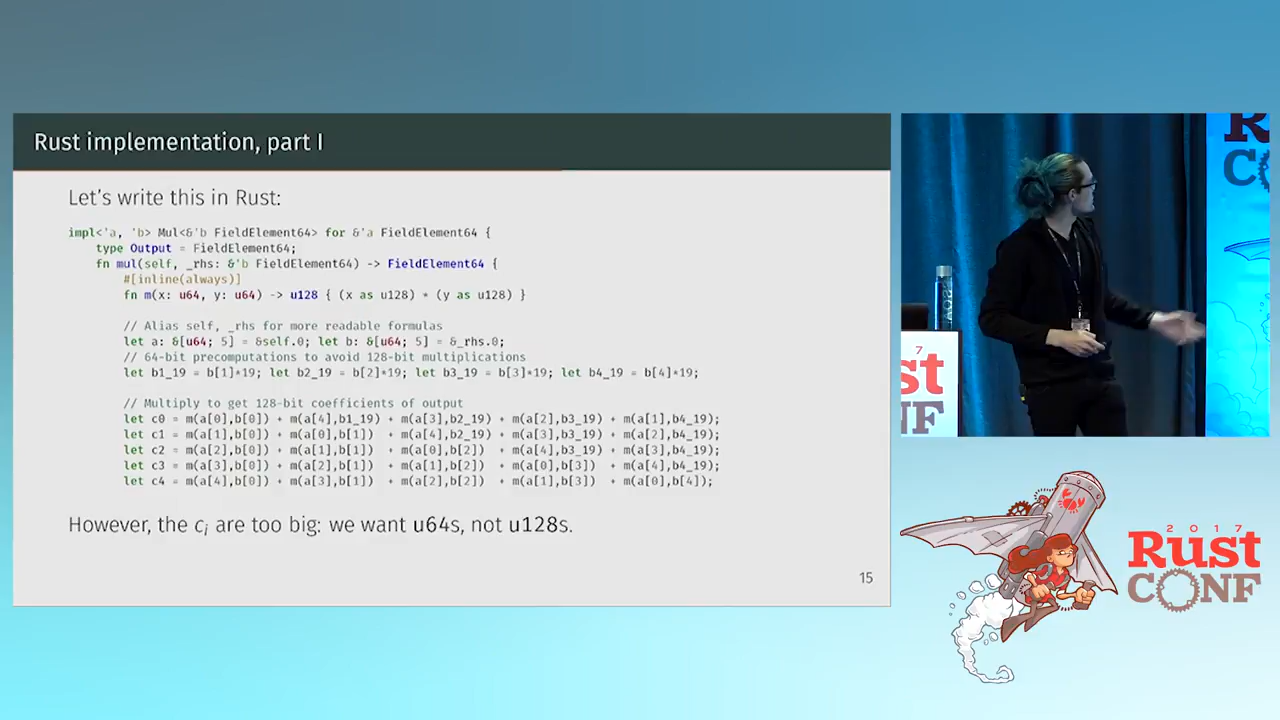 Rust implementation, part I
Let's write this in Rust:
impl<'a, 'b> Mul<&'b FieldElement64> for &'a FieldElement64 {
type Output = FieldElement64;
fn mul(self, _rhs: &'b FieldElement64) -> FieldElement64 {
#[inline(always)]
fn m(x: u64, y: u64) -> u128 { (x as u128) * (y as u128) }
// Alias self, _rhs for more readable formulas
let a: &[u64; 5] = &self.0; let b: &[u64; 5] = &_rhs.0;
// 64-bit precomputations to avoid 128-bit multiplications
let b1_19 = b[1]*19; let b2_19 = b[2]*19; let b3_19 = b[3]*19; let b4_19 = b[4]*19;
// Multiply to get 128-bit coefficients of output
let c0 = m(a[0],b[0]) + m(a[4],b1_19) + m(a[3],b2_19) + m(a[2],b3_19) + m(a[1],b4_19);
let c1 = m(a[1],b[0]) + m(a[0],b[1]) + m(a[4],b2_19) + m(a[3],b3_19) + m(a[2],b4_19);
let c2 = m(a[2],b[0]) + m(a[1],b[1]) + m(a[0],b[2]) + m(a[4],b3_19) + m(a[3],b4_19);
let c3 = m(a[3],b[0]) + m(a[2],b[1]) + m(a[1],b[2]) + m(a[0],b[3]) + m(a[4],b4_19);
let c4 = m(a[4],b[0]) + m(a[3],b[1]) + m(a[2],b[2]) + m(a[1],b[3]) + m(a[0],b[4]);
However, the ci are too big: we want u64s, not u128s.
15
2017
Rust
CONF